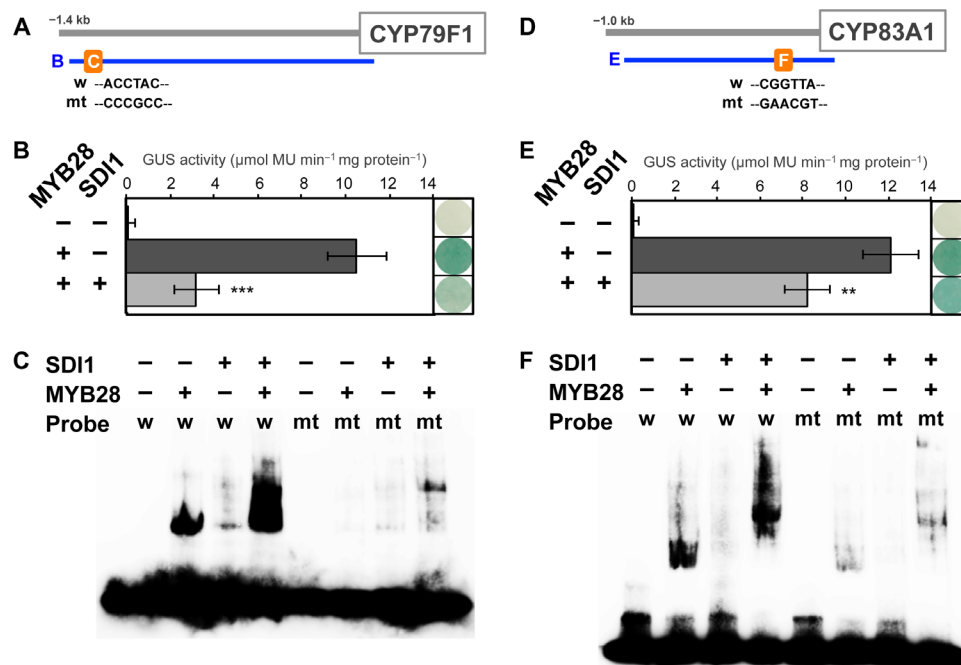 A
−1.4 kb
CYP79F1
B
C
w --ACCTAC--
mt --CCCGCC--
D
−1.0 kb
CYP83A1
E
F
w --CGGTTA--
mt --GAACGT--
B
MYB28
SDI1
GUS activity (μmol MU min⁻¹ mg protein⁻¹)
0 2 4 6 8 10 12 14
− −
+ −
+ + ***
E
MYB28
SDI1
GUS activity (μmol MU min⁻¹ mg protein⁻¹)
0 2 4 6 8 10 12 14
− −
+ −
+ + **
C
SDI1 − − + + − − + +
MYB28 − + − + − + − +
Probe w w w w mt mt mt mt
F
SDI1 − − + + − − + +
MYB28 − + − + − + − +
Probe w w w w mt mt mt mt